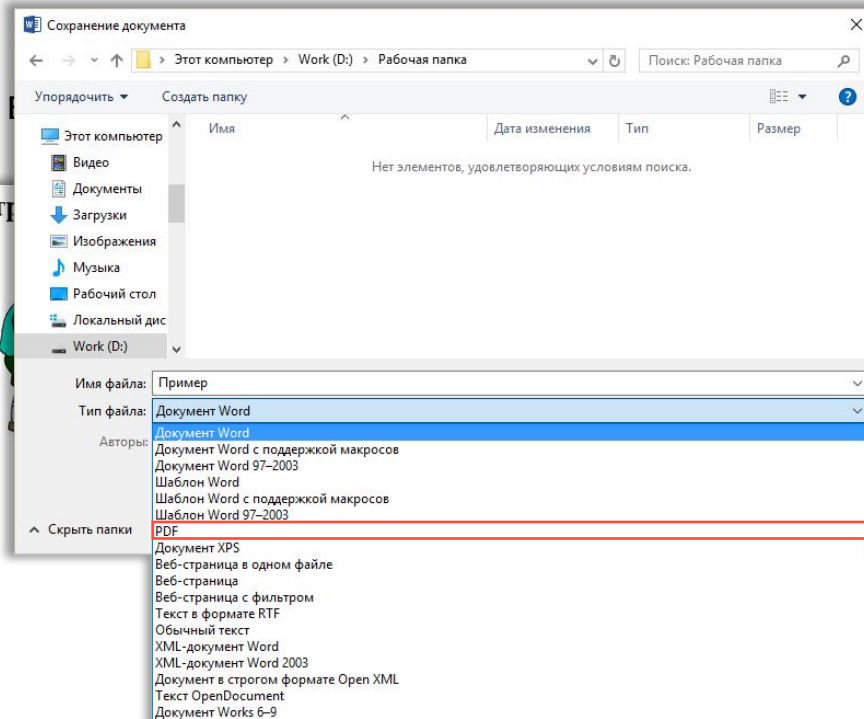 Сохранение документа
Этот компьютер > Work (D:) > Рабочая папка
Поиск: Рабочая папка
Упорядочить
Создать папку
Имя
Дата изменения
Тип
Размер
Нет элементов, удовлетворяющих условиям поиска.
Этот компьютер
Видео
Документы
Загрузки
Изображения
Музыка
Рабочий стол
Локальный дис
Work (D:)
Имя файла: Пример
Тип файла: Документ Word
Авторы:
Документ Word
Документ Word с поддержкой макросов
Документ Word 97–2003
Шаблон Word
Шаблон Word с поддержкой макросов
Шаблон Word 97–2003
PDF
Документ XPS
Веб-страница в одном файле
Веб-страница
Веб-страница с фильтром
Текст в формате RTF
Обычный текст
XML-документ Word
XML-документ Word 2003
Документ в строгом формате Open XML
Текст OpenDocument
Документ Works 6–9
Скрыть папки